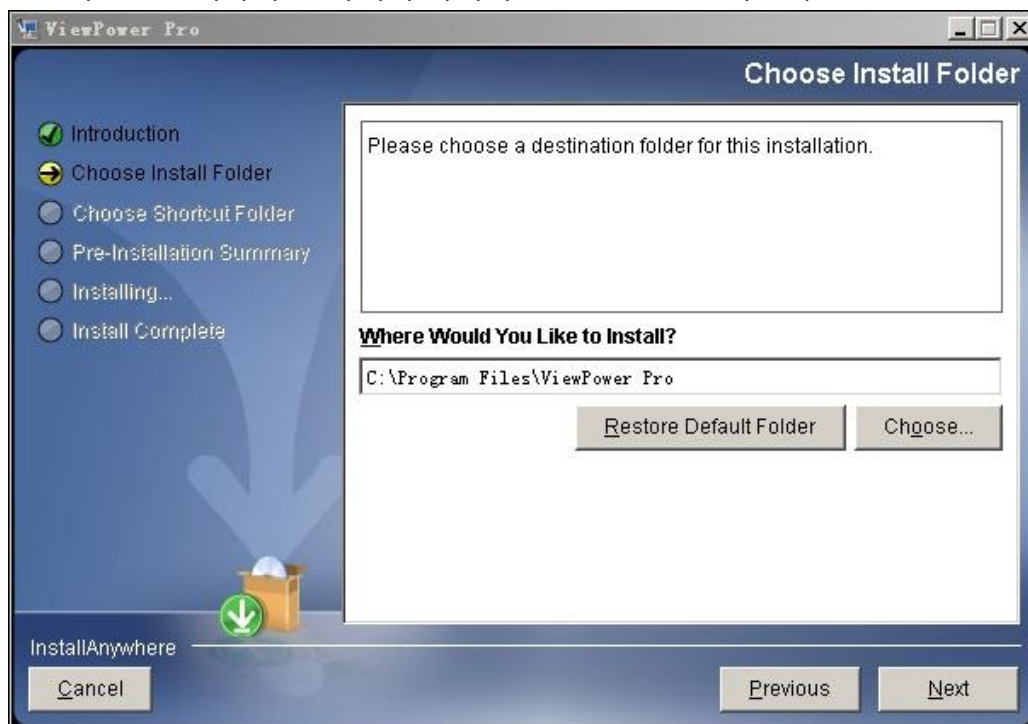 ViewPower Pro
Choose Install Folder
Introduction
Choose Install Folder
Choose Shortcut Folder
Pre-Installation Summary
Installing...
Install Complete
Please choose a destination folder for this installation.
Where Would You Like to Install?
C:\Program Files\ViewPower Pro
Restore Default Folder
Choose...
InstallAnywhere
Cancel
Previous
Next